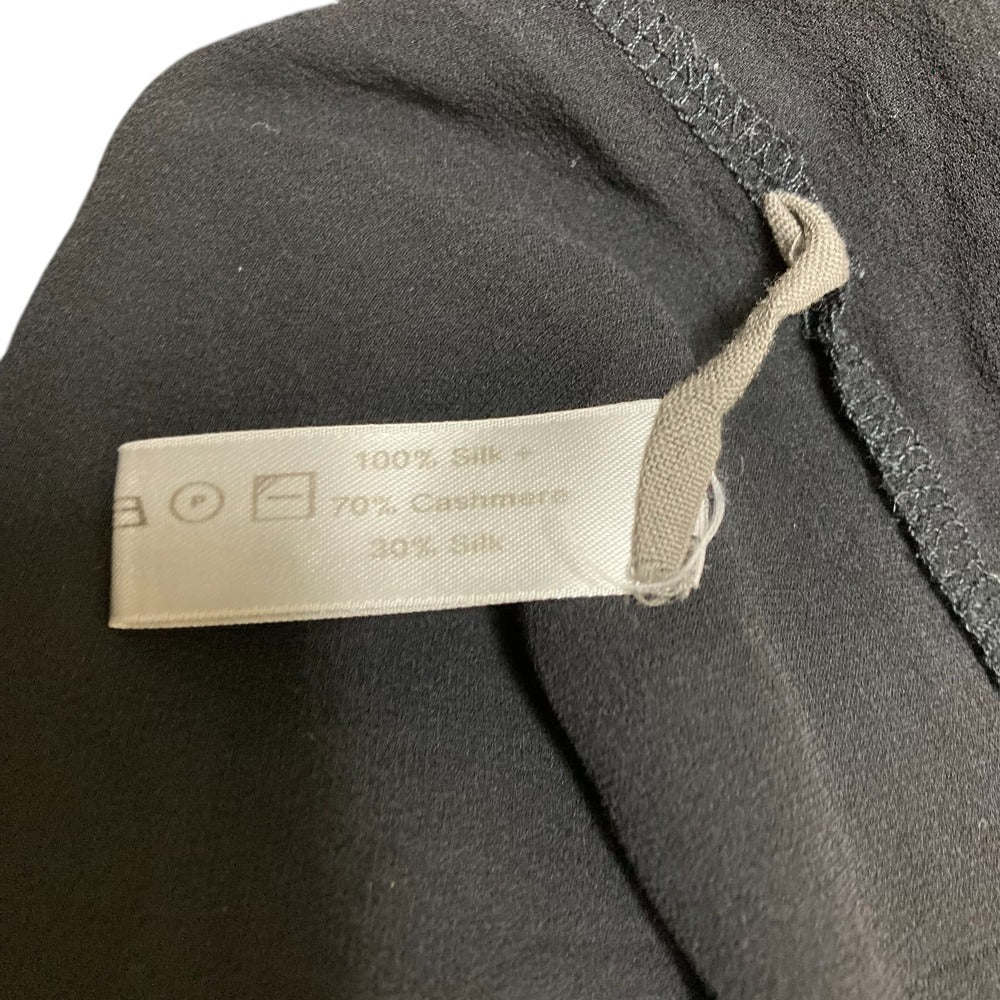 100% Silk +
P
70% Cashmere
30% Silk